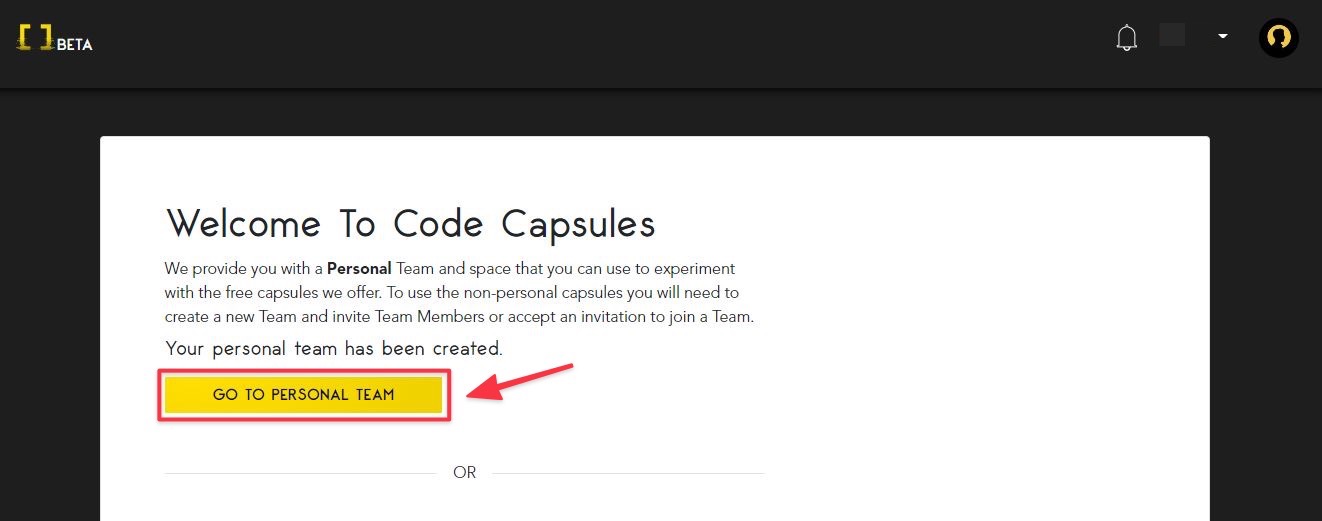 [ ] BETA
Welcome To Code Capsules
We provide you with a Personal Team and space that you can use to experiment
with the free capsules we offer. To use the non-personal capsules you will need to
create a new Team and invite Team Members or accept an invitation to join a Team.
Your personal team has been created.
GO TO PERSONAL TEAM
OR